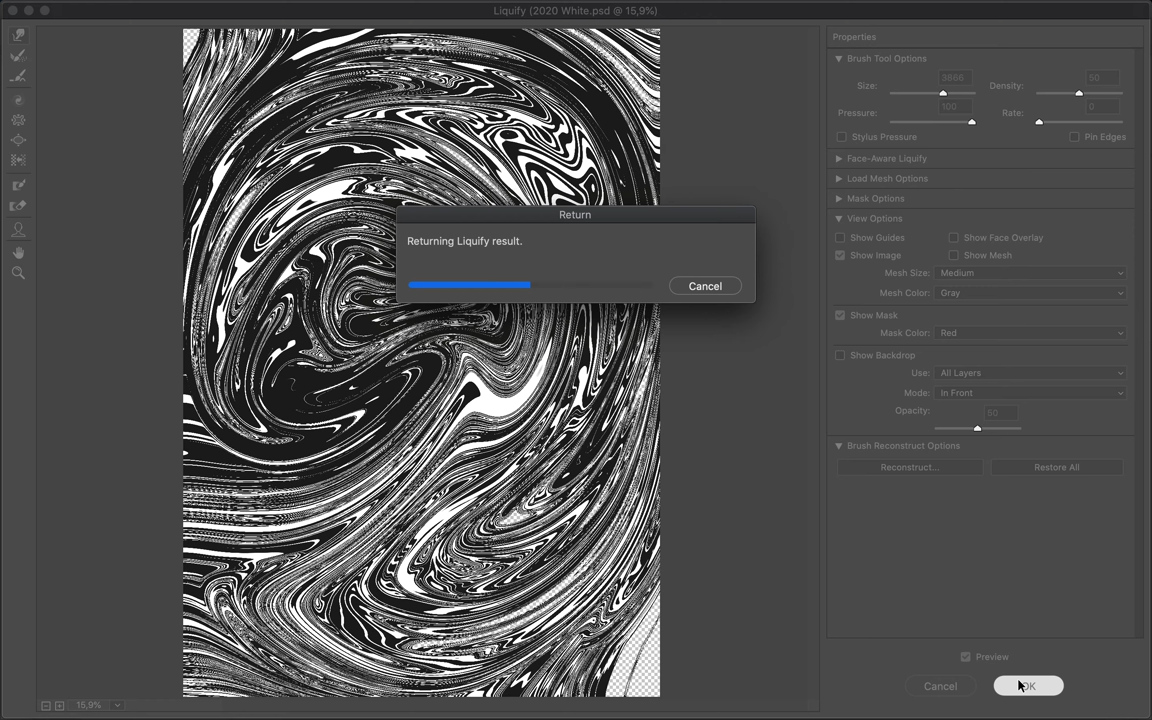 Liquify (2020 White.psd @ 15,9%)
Properties
Brush Tool Options
Size: 3866
Density: 50
Pressure: 100
Rate: 0
Stylus Pressure
Pin Edges
Face-Aware Liquify
Load Mesh Options
Mask Options
View Options
Show Guides
Show Face Overlay
Show Image
Show Mesh
Mesh Size: Medium
Mesh Color: Gray
Show Mask
Mask Color: Red
Show Backdrop
Use: All Layers
Mode: In Front
Opacity: 50
Brush Reconstruct Options
Reconstruct...
Restore All
Return
Returning Liquify result.
Cancel
Preview
Cancel
OK
15,9%